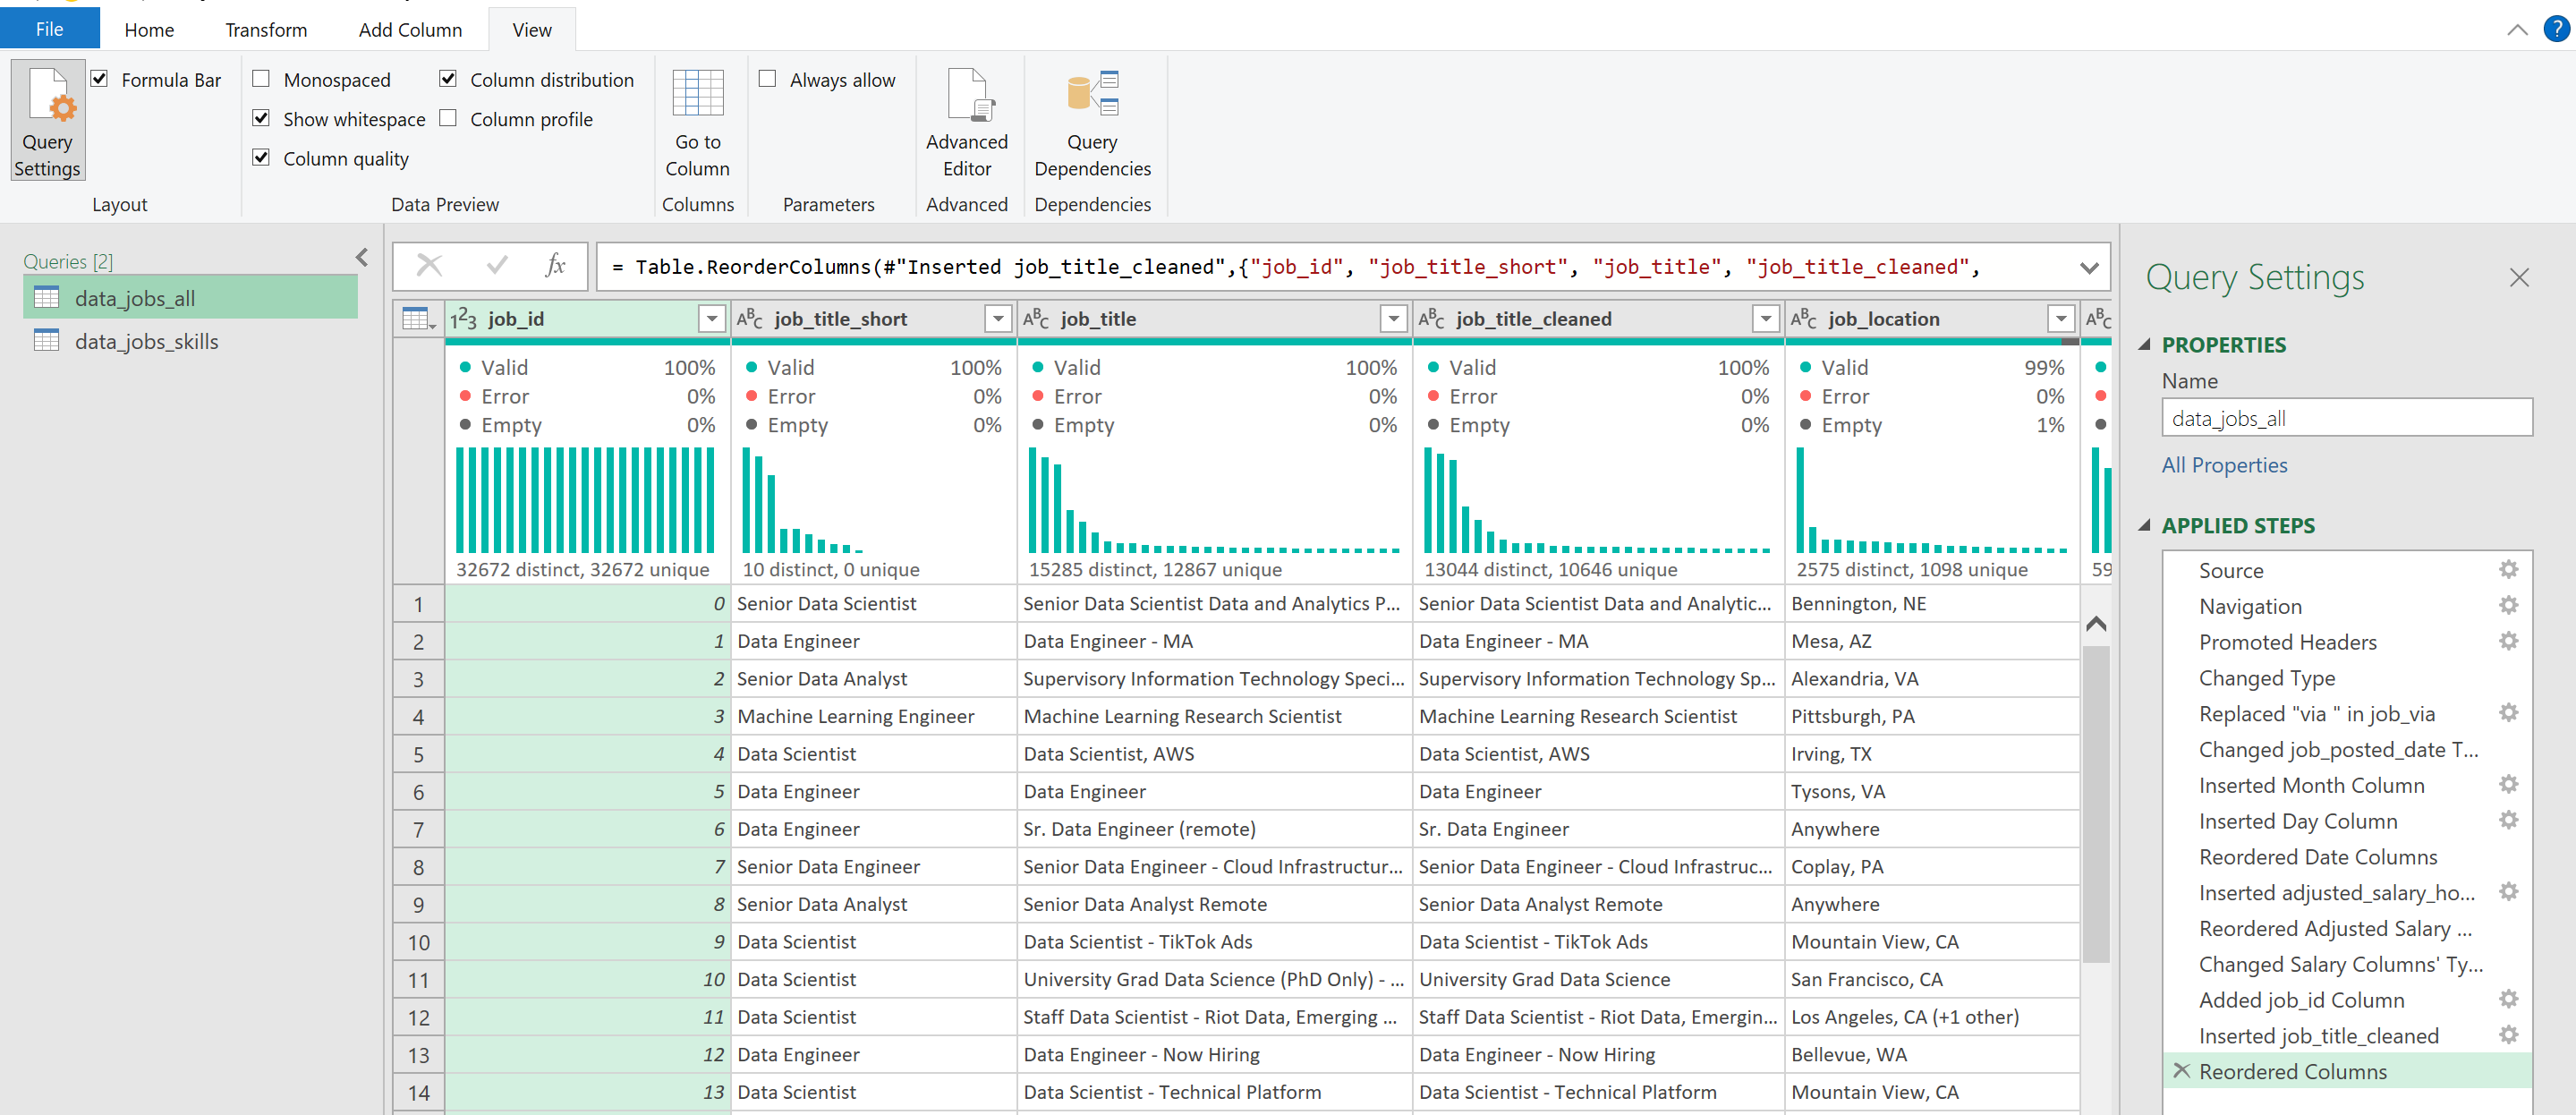 File Home Transform Add Column View ?
Formula Bar Monospaced Column distribution Always allow
Show whitespace Column profile
Column quality
Query Settings
Go to Column
Advanced Editor
Query Dependencies
Layout Data Preview Columns Parameters Advanced Dependencies
Queries [2]
data_jobs_all
data_jobs_skills
fx = Table.ReorderColumns(#"Inserted job_title_cleaned",{"job_id", "job_title_short", "job_title", "job_title_cleaned",
123 job_id ABC job_title_short ABC job_title ABC job_title_cleaned ABC job_location ABC
Valid 100% Valid 100% Valid 100% Valid 100% Valid 99%
Error 0% Error 0% Error 0% Error 0% Error 0%
Empty 0% Empty 0% Empty 0% Empty 0% Empty 1%
32672 distinct, 32672 unique 10 distinct, 0 unique 15285 distinct, 12867 unique 13044 distinct, 10646 unique 2575 distinct, 1098 unique 59
1 0 Senior Data Scientist Senior Data Scientist Data and Analytics P... Senior Data Scientist Data and Analytic... Bennington, NE
2 1 Data Engineer Data Engineer - MA Data Engineer - MA Mesa, AZ
3 2 Senior Data Analyst Supervisory Information Technology Speci... Supervisory Information Technology Sp... Alexandria, VA
4 3 Machine Learning Engineer Machine Learning Research Scientist Machine Learning Research Scientist Pittsburgh, PA
5 4 Data Scientist Data Scientist, AWS Data Scientist, AWS Irving, TX
6 5 Data Engineer Data Engineer Data Engineer Tysons, VA
7 6 Data Engineer Sr. Data Engineer (remote) Sr. Data Engineer Anywhere
8 7 Senior Data Engineer Senior Data Engineer - Cloud Infrastructur... Senior Data Engineer - Cloud Infrastruc... Coplay, PA
9 8 Senior Data Analyst Senior Data Analyst Remote Senior Data Analyst Remote Anywhere
10 9 Data Scientist Data Scientist - TikTok Ads Data Scientist - TikTok Ads Mountain View, CA
11 10 Data Scientist University Grad Data Science (PhD Only) - ... University Grad Data Science San Francisco, CA
12 11 Data Scientist Staff Data Scientist - Riot Data, Emerging ... Staff Data Scientist - Riot Data, Emergin... Los Angeles, CA (+1 other)
13 12 Data Engineer Data Engineer - Now Hiring Data Engineer - Now Hiring Bellevue, WA
14 13 Data Scientist Data Scientist - Technical Platform Data Scientist - Technical Platform Mountain View, CA
Query Settings
PROPERTIES
Name
data_jobs_all
All Properties
APPLIED STEPS
Source
Navigation
Promoted Headers
Changed Type
Replaced "via " in job_via
Changed job_posted_date T...
Inserted Month Column
Inserted Day Column
Reordered Date Columns
Inserted adjusted_salary_ho...
Reordered Adjusted Salary ...
Changed Salary Columns' Ty...
Added job_id Column
Inserted job_title_cleaned
Reordered Columns